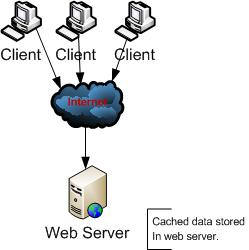 Client Client Client
Internet
Web Server
Cached data stored
In web server.